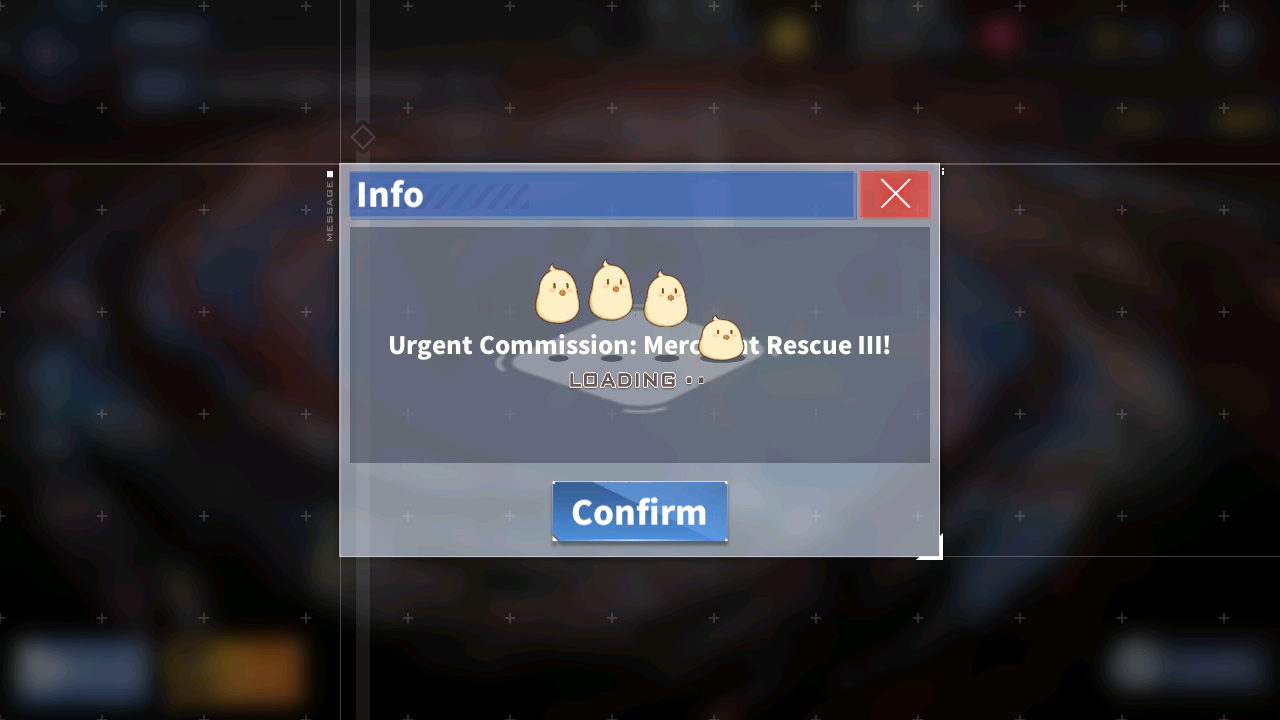 MESSAGE
Info
Urgent Commission: Merc t Rescue III!
LOADING
Confirm